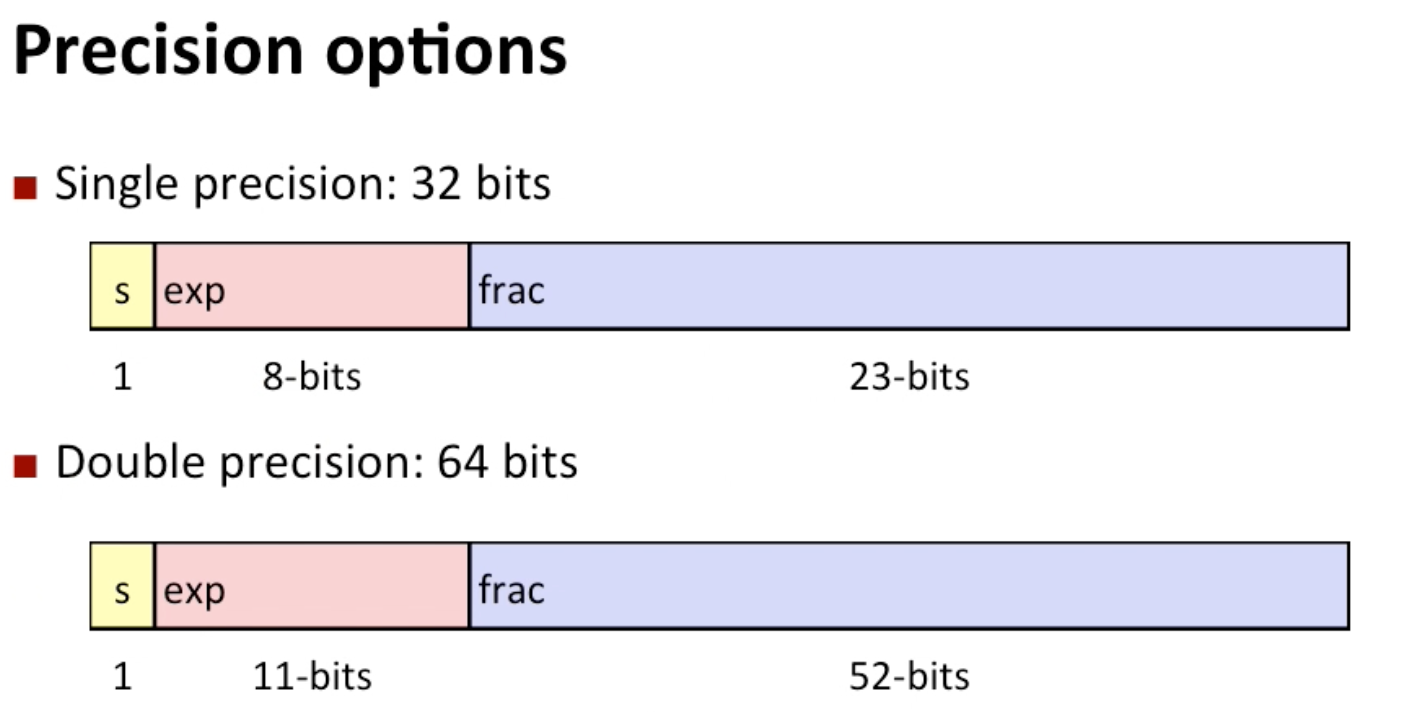 Precision options
Single precision: 32 bits
s exp frac
1 8-bits 23-bits
Double precision: 64 bits
s exp frac
1 11-bits 52-bits